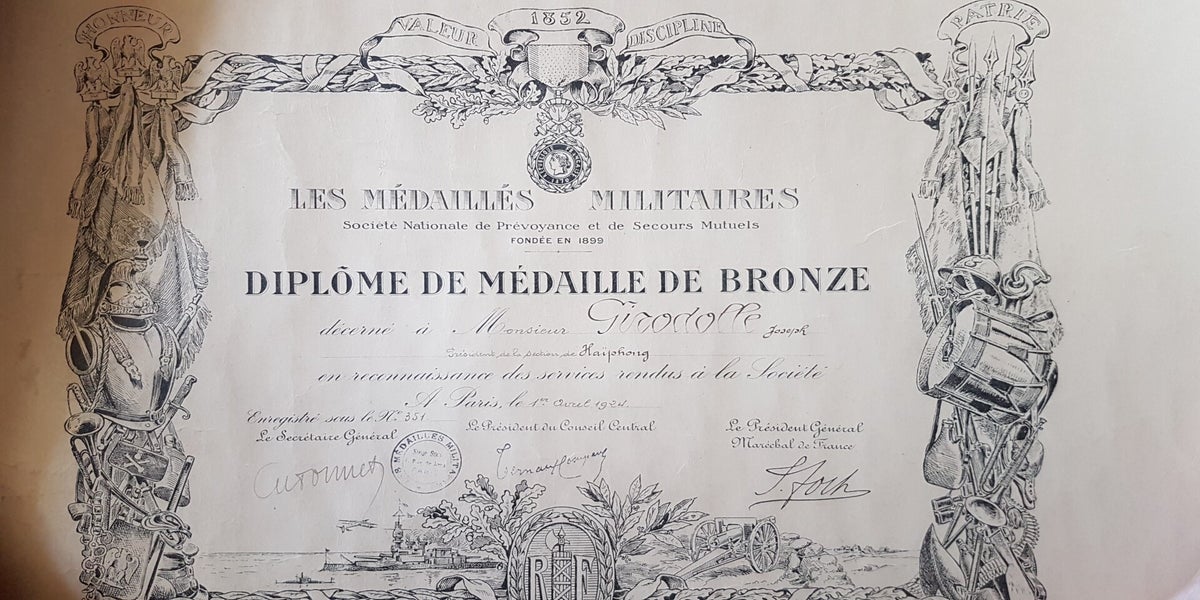 HONNEUR
VALEUR
1852
DISCIPLINE
PATRIE
LES MÉDAILLÉS MILITAIRES
Société Nationale de Prévoyance et de Secours Mutuels
FONDÉE EN 1899
DIPLÔME DE MÉDAILLE DE BRONZE
décerné à Monsieur Girodolle Joseph
Président de la section de Haïphong
en reconnaissance des services rendus à la Société
A Paris, le 1er Avril 1924
Enregistré sous le No 351
Le Secrétaire Général
Le Président du Conseil Central
Le Président Général
Maréchal de France
MÉDAILLÉS MILITA
F. Foch
R F